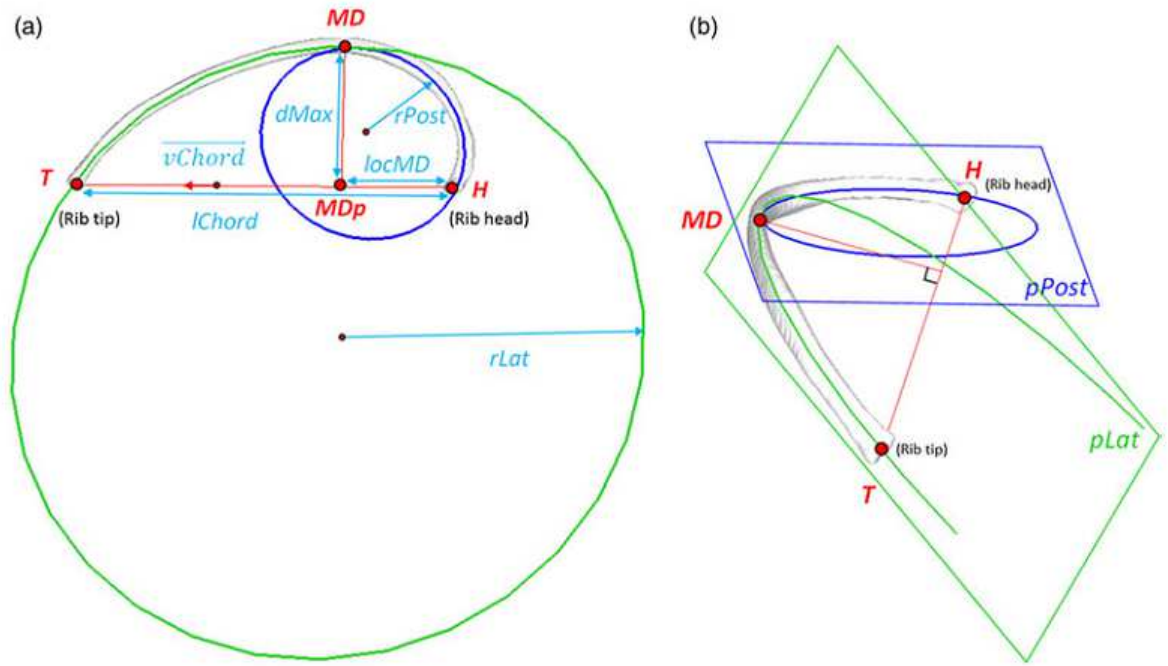 (a)
MD
dMax
rPost
vChord
locMD
T
H
MDp
(Rib tip)
lChord
(Rib head)
rLat
(b)
H
(Rib head)
MD
pPost
pLat
(Rib tip)
T